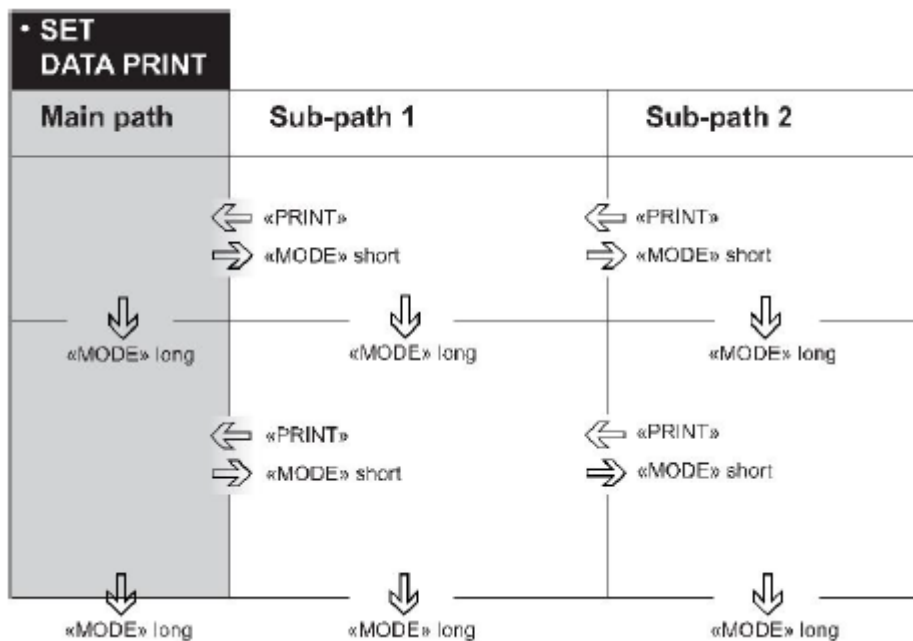 • SET
DATA PRINT
Main path
Sub-path 1
Sub-path 2
«PRINT»
«PRINT»
«MODE» short
«MODE» short
«MODE» long
«MODE» long
«MODE» long
«PRINT»
«PRINT»
«MODE» short
«MODE» short
«MODE» long
«MODE» long
«MODE» long